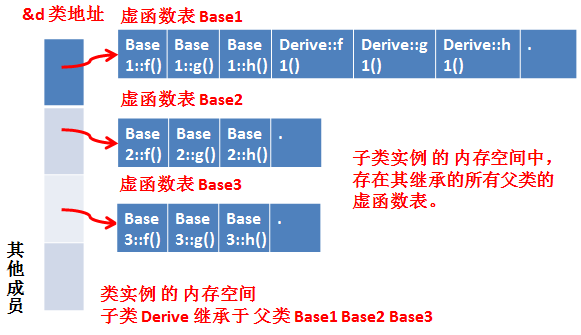 &d 类地址
虚函数表 Base1
Base Base Base Derive::f Derive::g Derive::h .
1::f() 1::g() 1::h() 1() 1() 1()
虚函数表 Base2
Base Base Base .
2::f() 2::g() 2::h()
虚函数表 Base3
Base Base Base .
3::f() 3::g() 3::h()
子类实例 的 内存空间中，
存在其继承的所有父类的
虚函数表。
其他成员
类实例 的 内存空间
子类 Derive 继承于 父类 Base1 Base2 Base3